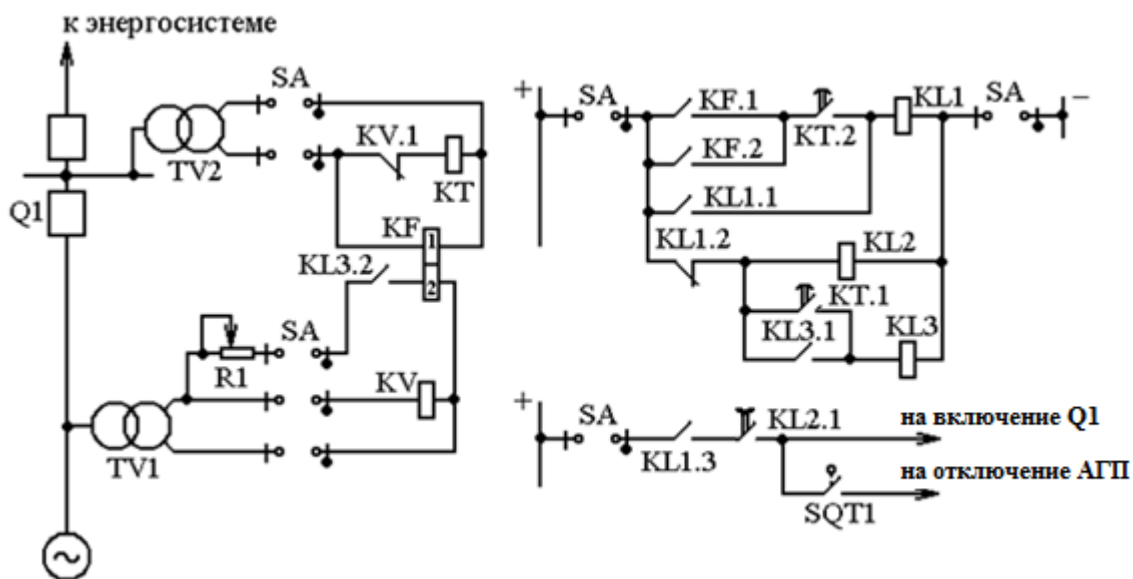 к энергосистеме
SA
TV2
KV.1
KT
Q1
KF
1
2
KL3.2
SA
R1
KV
TV1
~
+
SA
KF.1
KT.2
KL1
SA
−
KF.2
KL1.1
KL1.2
KL2
KT.1
KL3.1
KL3
+
SA
KL1.3
KL2.1
на включение Q1
на отключение АГП
SQT1